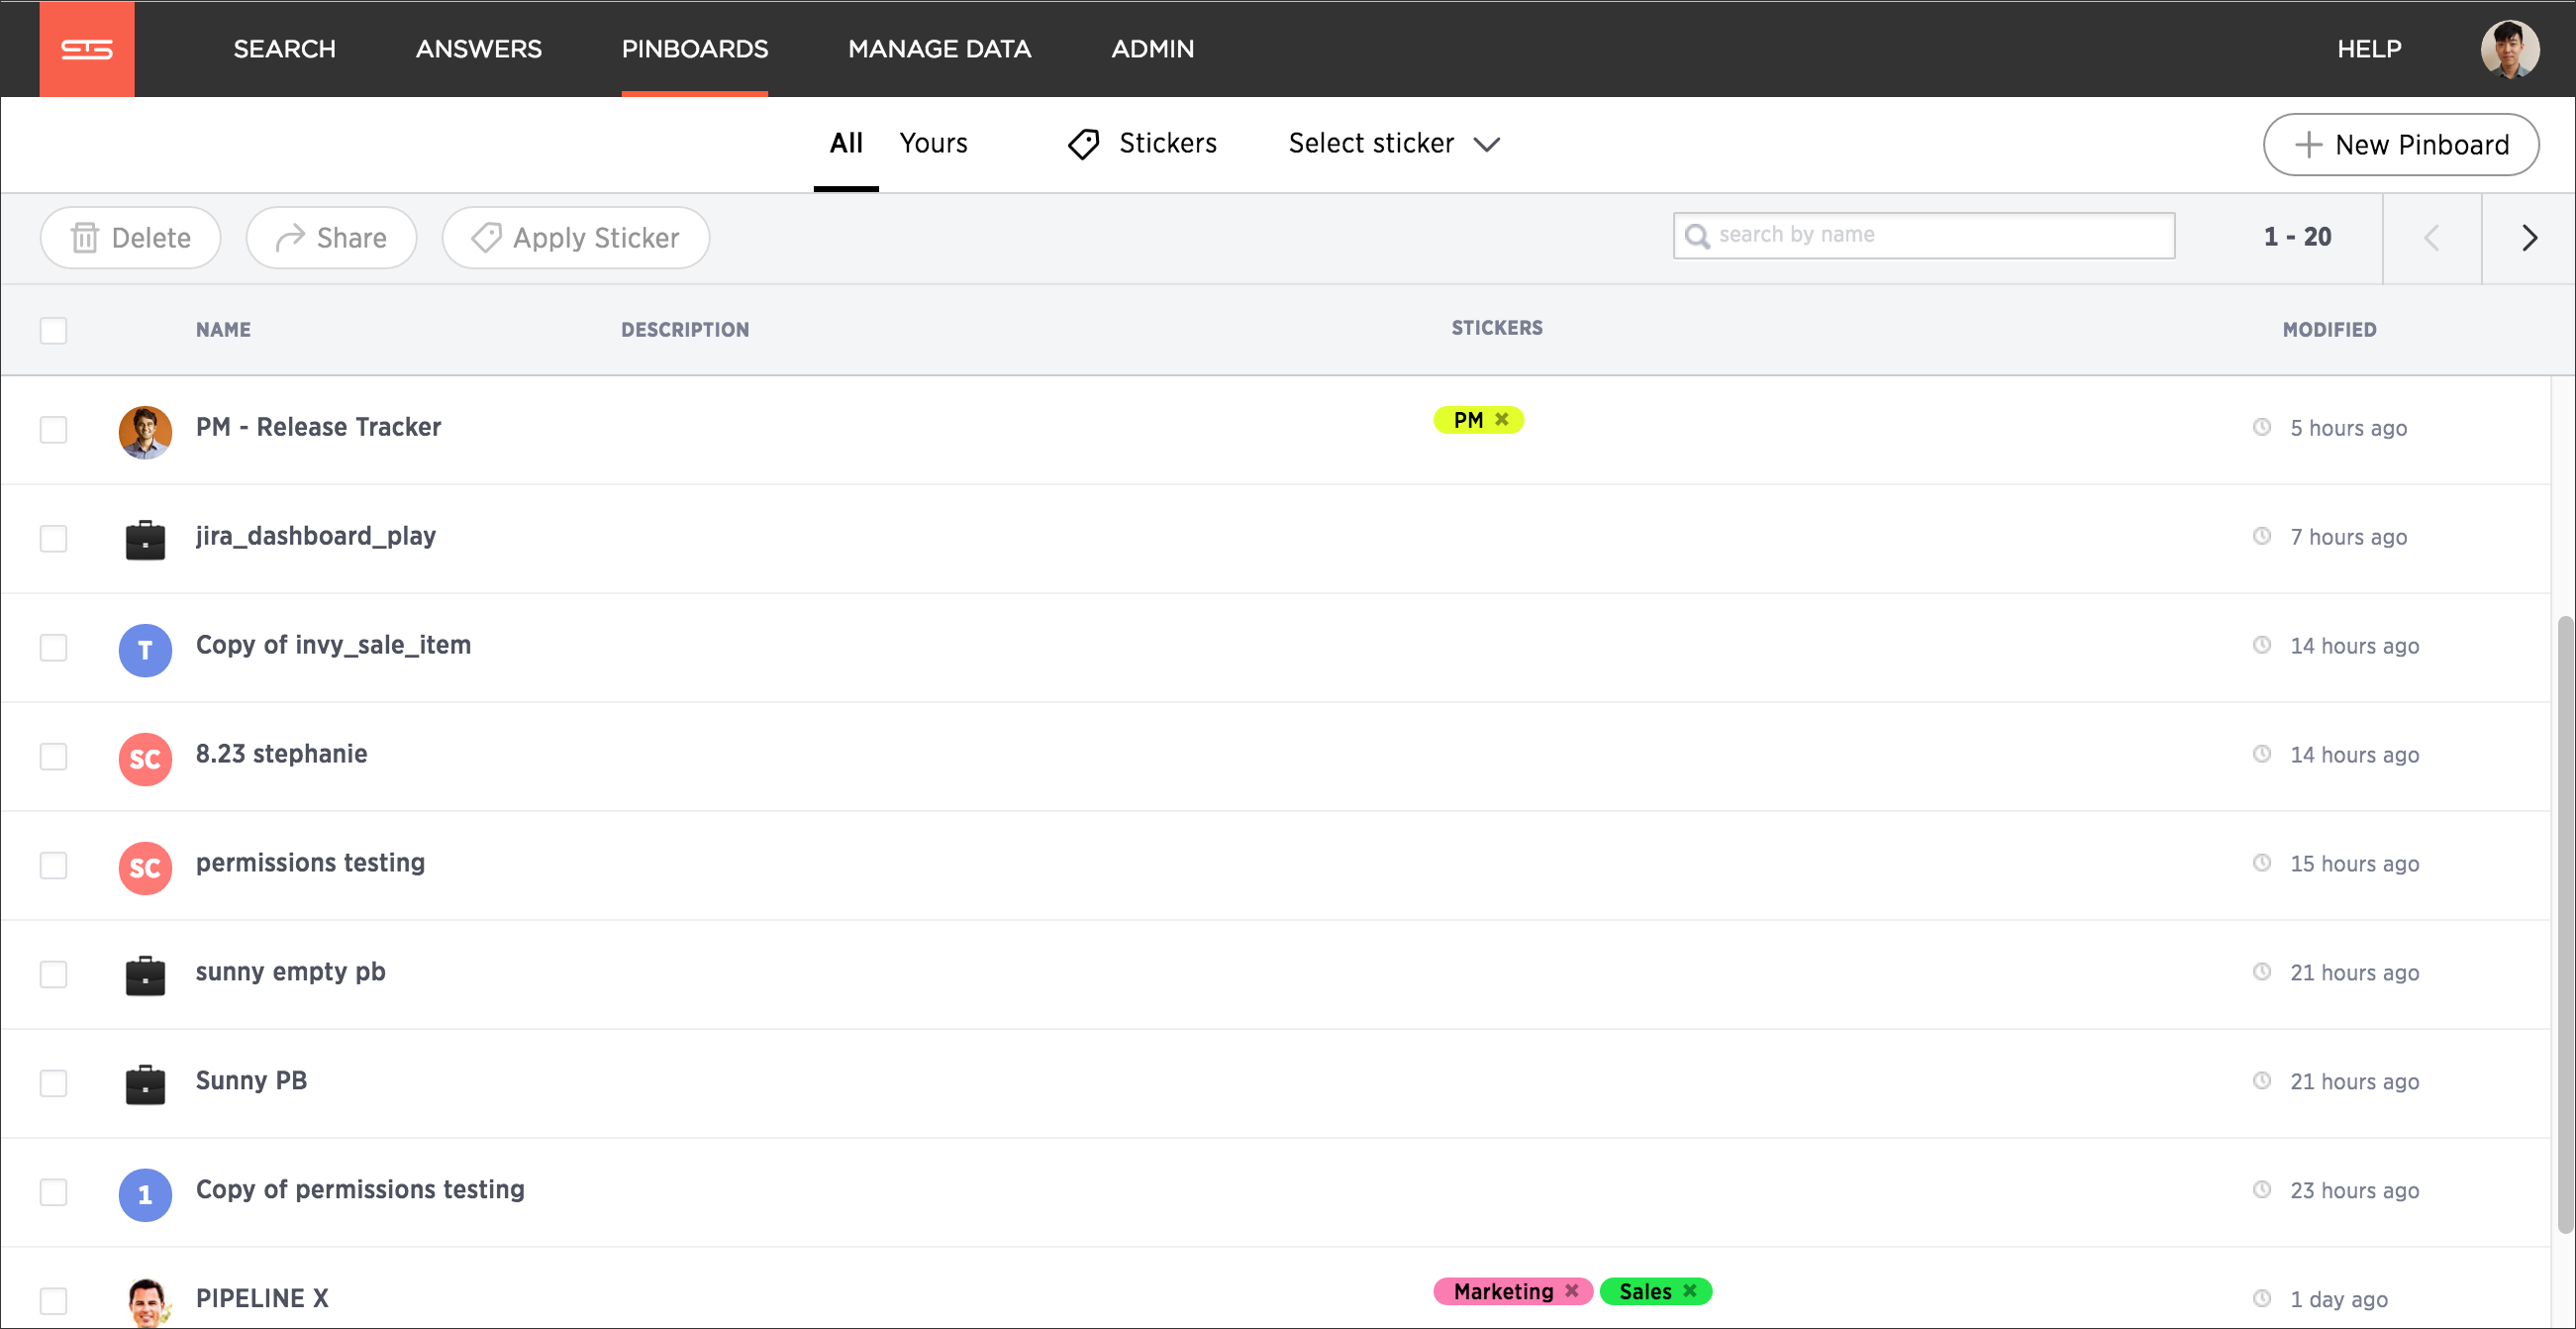 SEARCH ANSWERS PINBOARDS MANAGE DATA ADMIN HELP
All Yours Stickers Select sticker New Pinboard
Delete Share Apply Sticker search by name 1 - 20
NAME DESCRIPTION STICKERS MODIFIED
PM - Release Tracker PM 5 hours ago
jira_dashboard_play 7 hours ago
T Copy of invy_sale_item 14 hours ago
SC 8.23 stephanie 14 hours ago
SC permissions testing 15 hours ago
sunny empty pb 21 hours ago
Sunny PB 21 hours ago
1 Copy of permissions testing 23 hours ago
PIPELINE X Marketing Sales 1 day ago